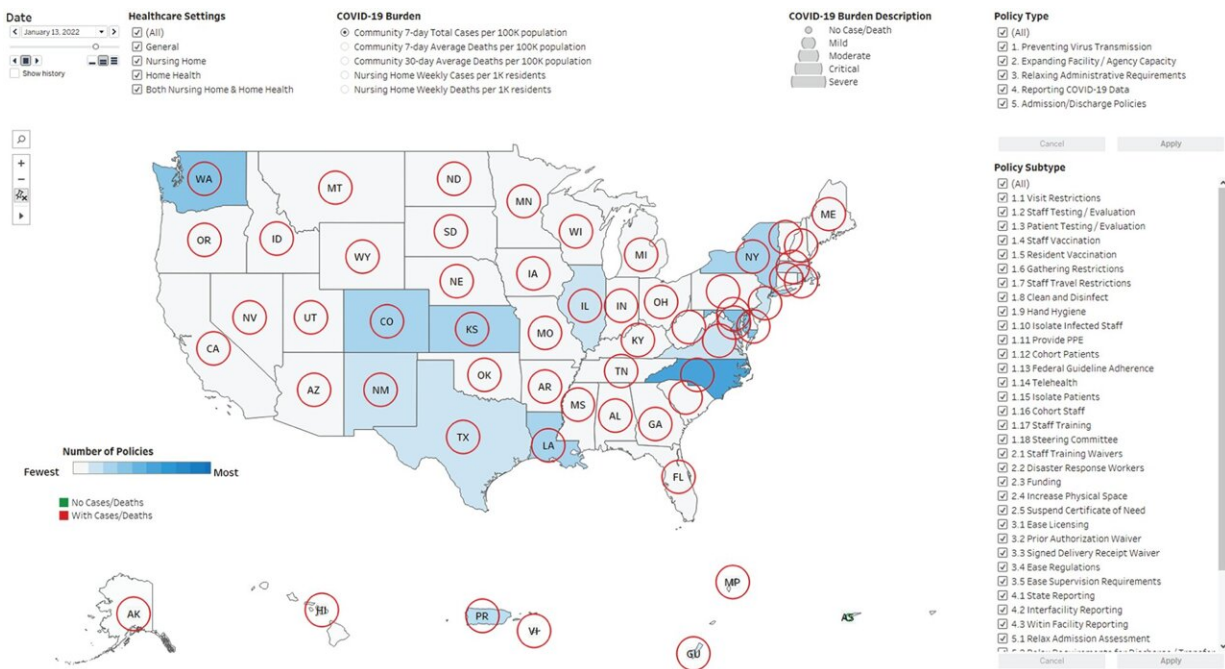 Date
January 13, 2022
Show history
Healthcare Settings
(All)
General
Nursing Home
Home Health
Both Nursing Home & Home Health
COVID-19 Burden
Community 7-day Total Cases per 100K population
Community 7-day Average Deaths per 100K population
Community 30-day Average Deaths per 100K population
Nursing Home Weekly Cases per 1K residents
Nursing Home Weekly Deaths per 1K residents
COVID-19 Burden Description
No Case/Death
Mild
Moderate
Critical
Severe
Policy Type
(All)
1. Preventing Virus Transmission
2. Expanding Facility / Agency Capacity
3. Relaxing Administrative Requirements
4. Reporting COVID-19 Data
5. Admission/Discharge Policies
Cancel Apply
Policy Subtype
(All)
1.1 Visit Restrictions
1.2 Staff Testing / Evaluation
1.3 Patient Testing / Evaluation
1.4 Staff Vaccination
1.5 Resident Vaccination
1.6 Gathering Restrictions
1.7 Staff Travel Restrictions
1.8 Clean and Disinfect
1.9 Hand Hygiene
1.10 Isolate Infected Staff
1.11 Provide PPE
1.12 Cohort Patients
1.13 Federal Guideline Adherence
1.14 Telehealth
1.15 Isolate Patients
1.16 Cohort Staff
1.17 Staff Training
1.18 Steering Committee
2.1 Staff Training Waivers
2.2 Disaster Response Workers
2.3 Funding
2.4 Increase Physical Space
2.5 Suspend Certificate of Need
3.1 Ease Licensing
3.2 Prior Authorization Waiver
3.3 Signed Delivery Receipt Waiver
3.4 Ease Regulations
3.5 Ease Supervision Requirements
4.1 State Reporting
4.2 Interfacility Reporting
4.3 Witin Facility Reporting
5.1 Relax Admission Assessment
5.2 Relax Requirements for Discharge / Transfer
Cancel Apply
WA
MT
ND
MN
ME
OR
ID
SD
WI
WY
MI
NY
NE
IA
NV
UT
CO
KS
IL
IN
OH
CA
MO
KY
AZ
NM
OK
AR
TN
TX
LA
MS
AL
GA
FL
Number of Policies
Fewest Most
No Cases/Deaths
With Cases/Deaths
AK
HI
PR
VI
MP
GU
AS